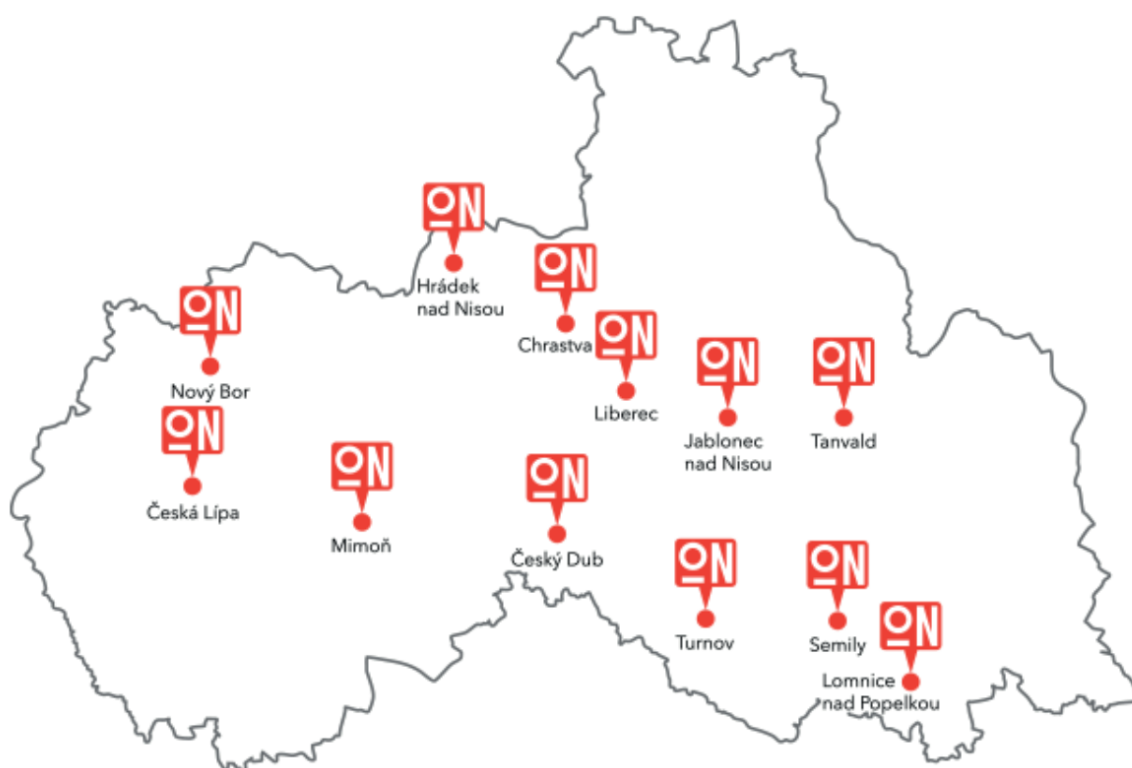 ON
Hrádek
nad Nisou
ON
Chrastva
ON
Nový Bor
ON
Liberec
ON
Jablonec
nad Nisou
ON
Tanvald
ON
Česká Lípa
ON
Mimoň
ON
Český Dub
ON
Turnov
ON
Semily
ON
Lomnice
nad Popelkou